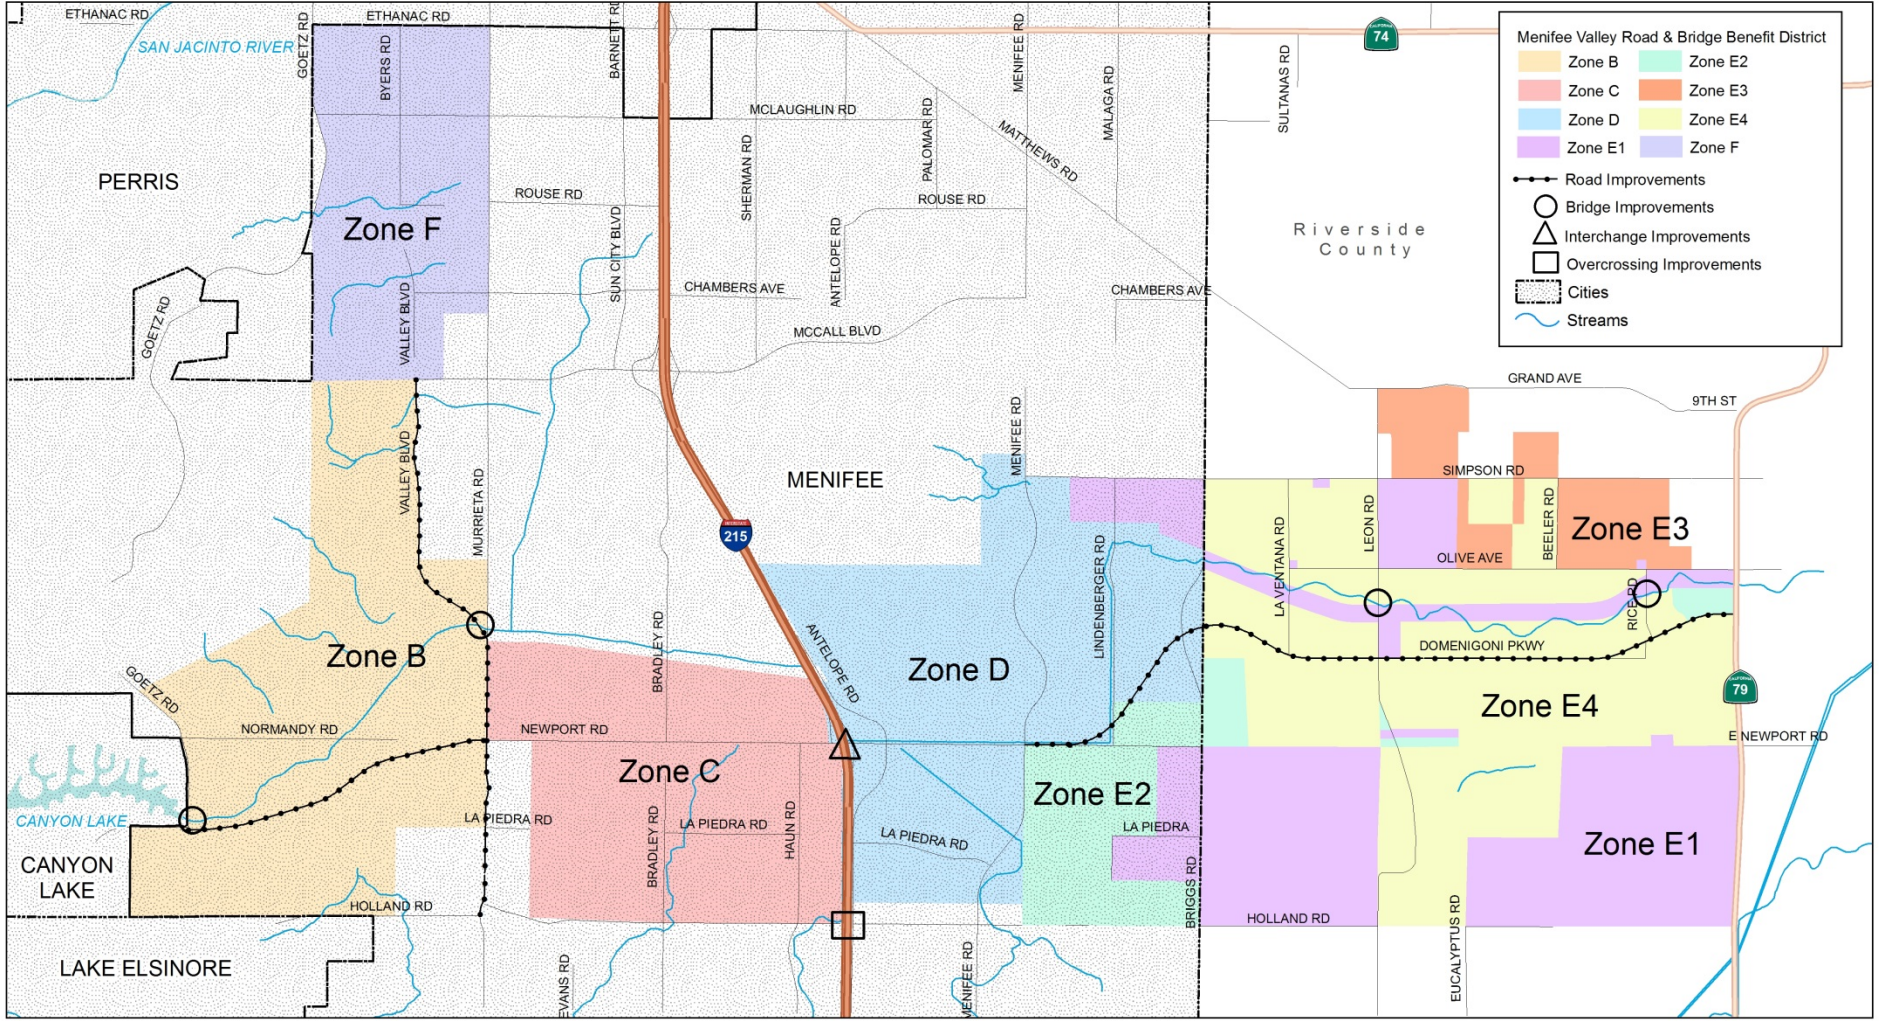 ETHANAC RD
ETHANAC RD
SAN JACINTO RIVER
GOETZ RD
BYERS RD
BARNETT RD
MENIFEE RD
MALAGA RD
SULTANAS RD
CALIFORNIA
74
Menifee Valley Road & Bridge Benefit District
Zone B
Zone E2
Zone C
Zone E3
Zone D
Zone E4
Zone E1
Zone F
Road Improvements
Bridge Improvements
Interchange Improvements
Overcrossing Improvements
Cities
Streams
MCLAUGHLIN RD
PALOMAR RD
MATTHEWS RD
SHERMAN RD
PERRIS
ROUSE RD
ROUSE RD
Zone F
SUN CITY BLVD
ANTELOPE RD
Riverside
County
CHAMBERS AVE
CHAMBERS AVE
GOETZ RD
VALLEY BLVD
MCCALL BLVD
GRAND AVE
9TH ST
MENIFEE RD
VALLEY BLVD
MURRIETA RD
MENIFEE
SIMPSON RD
INTERSTATE
215
LA VENTANA RD
LEON RD
BEELER RD
Zone E3
OLIVE AVE
LINDENBERGER RD
RICE RD
BRADLEY RD
ANTELOPE RD
Zone B
Zone D
DOMENIGONI PKWY
GOETZ RD
CALIFORNIA
79
Zone E4
NORMANDY RD
NEWPORT RD
E NEWPORT RD
Zone C
Zone E2
CANYON LAKE
LA PIEDRA RD
LA PIEDRA RD
BRADLEY RD
HAUN RD
LA PIEDRA RD
LA PIEDRA
Zone E1
CANYON
LAKE
BRIGGS RD
HOLLAND RD
HOLLAND RD
EUCALYPTUS RD
LAKE ELSINORE
EVANS RD
MENIFEE RD